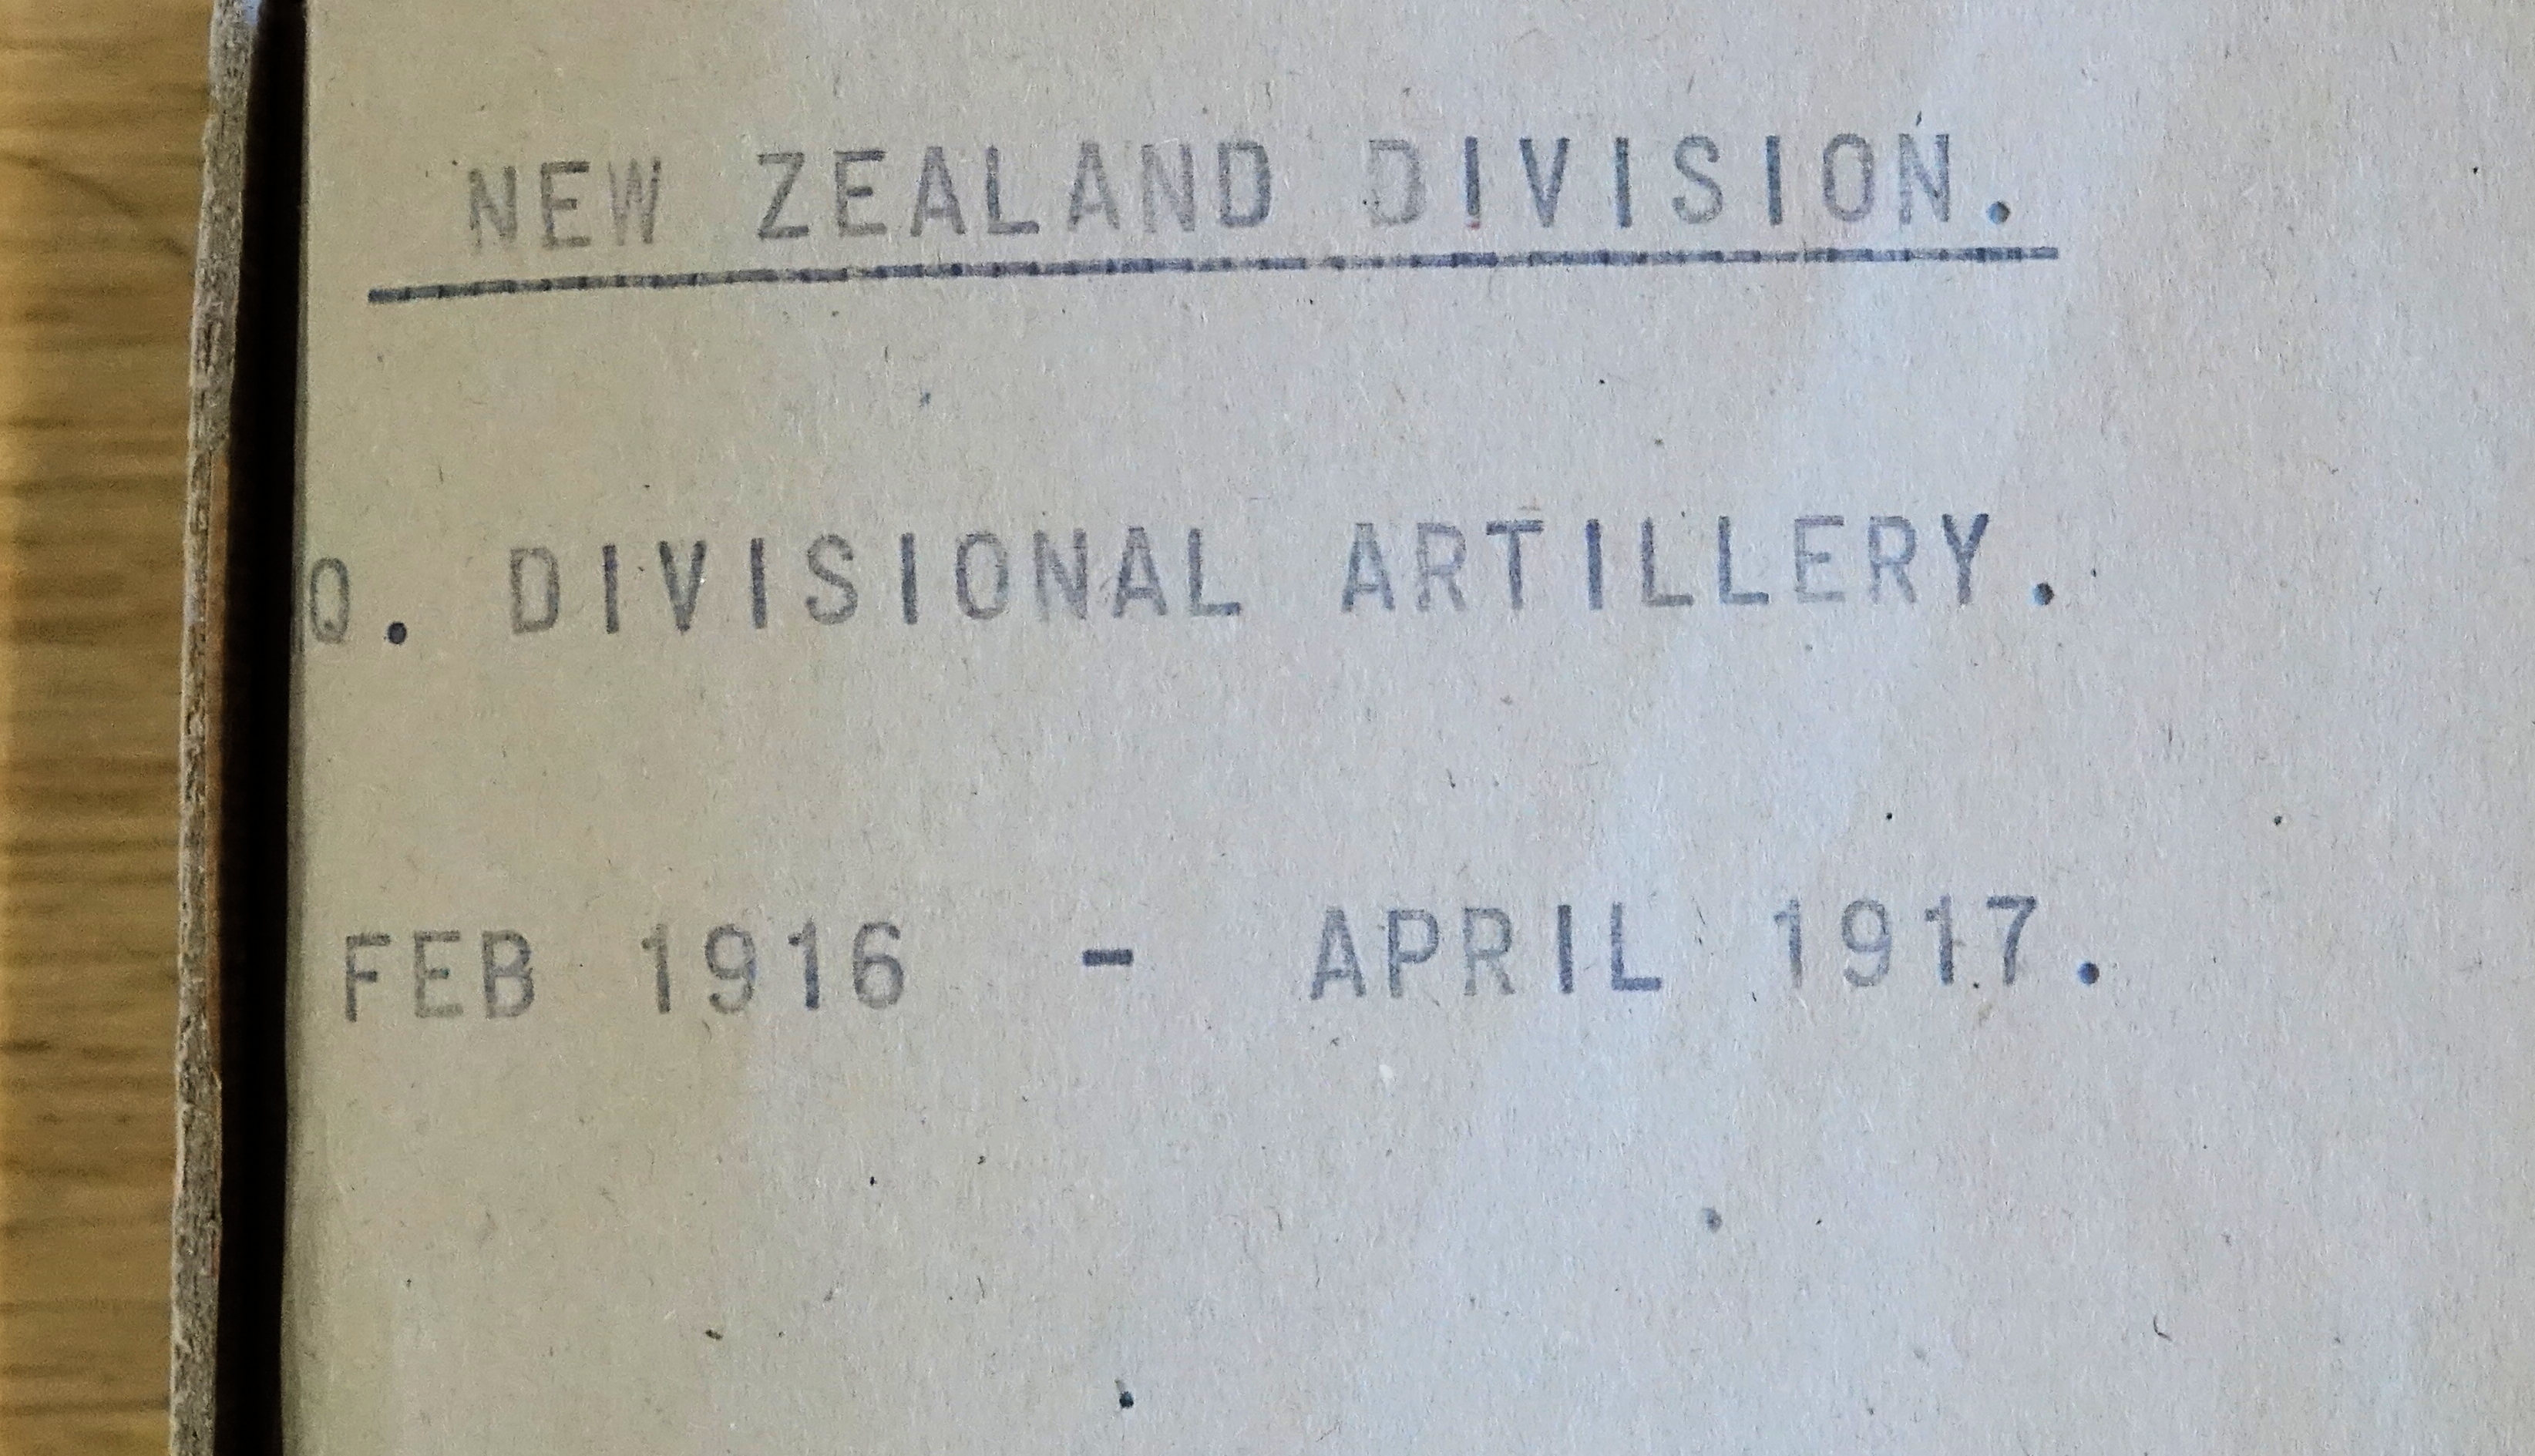 NEW ZEALAND DIVISION.
Q. DIVISIONAL ARTILLERY.
FEB 1916 - APRIL 1917.